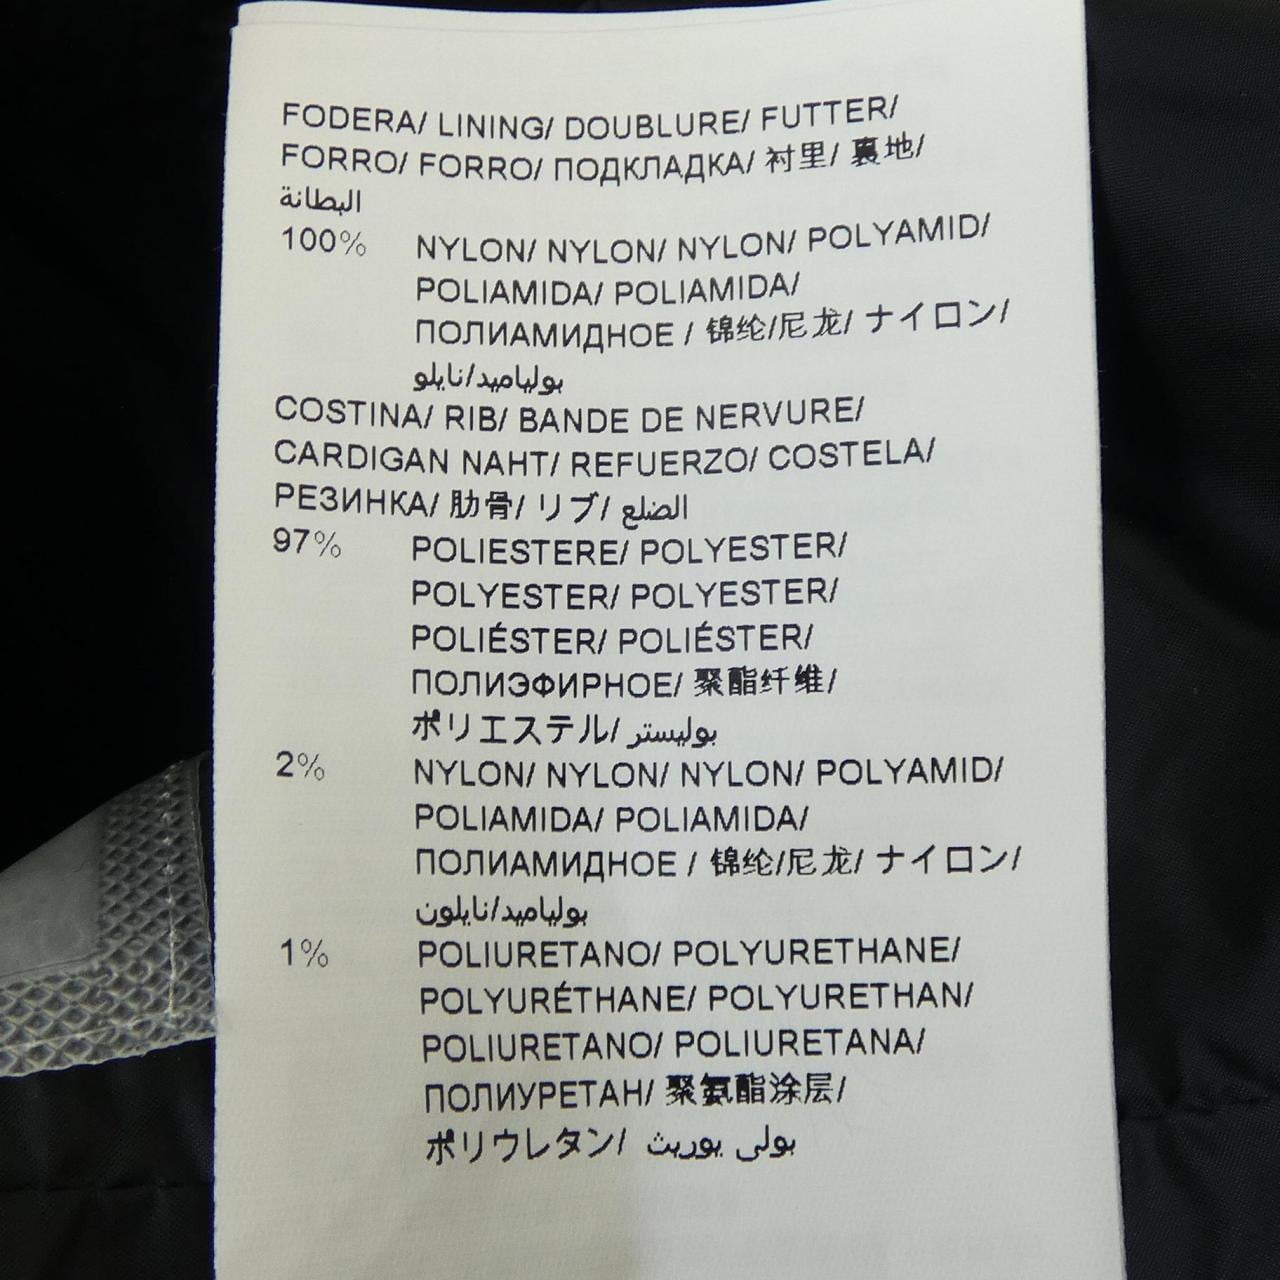 FODERA/ LINING/ DOUBLURE/ FUTTER/
FORRO/ FORRO/ ПОДКЛАДКА/ 衬里/ 裏地/
البطانة
100% NYLON/ NYLON/ NYLON/ POLYAMID/
POLIAMIDA/ POLIAMIDA/
ПОЛИАМИДНОЕ / 锦纶/尼龙/ ナイロン/
بولياميد/نايلو
COSTINA/ RIB/ BANDE DE NERVURE/
CARDIGAN NAHT/ REFUERZO/ COSTELA/
РЕЗИНКА/ 肋骨/ リブ/ الضلع
97% POLIESTERE/ POLYESTER/
POLYESTER/ POLYESTER/
POLIÉSTER/ POLIÉSTER/
ПОЛИЭФИРНОЕ/ 聚酯纤维/
ポリエステル/ بوليستر
2% NYLON/ NYLON/ NYLON/ POLYAMID/
POLIAMIDA/ POLIAMIDA/
ПОЛИАМИДНОЕ / 锦纶/尼龙/ ナイロン/
بولياميد/نايلون
1% POLIURETANO/ POLYURETHANE/
POLYURÉTHANE/ POLYURETHAN/
POLIURETANO/ POLIURETANA/
ПОЛИУРЕТАН/ 聚氨酯涂层/
ポリウレタン/ بولى يوريث